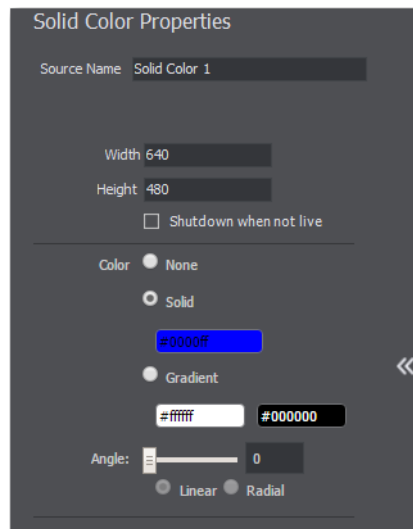 Solid Color Properties
Source Name Solid Color 1
Width 640
Height 480
Shutdown when not live
Color None
Solid
#0000ff
Gradient
#ffffff #000000
Angle: 0
Linear Radial